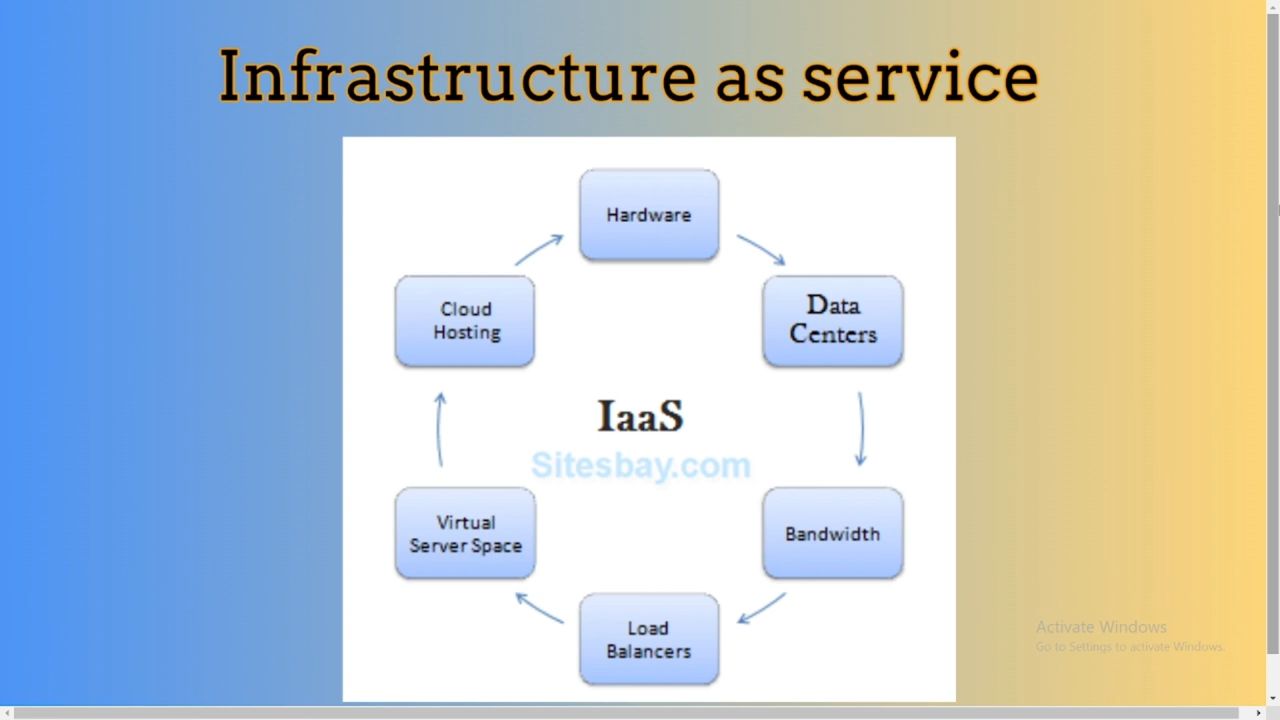 Infrastructure as service
Hardware
Cloud
Hosting
Data
Centers
IaaS
Sitesbay.com
Virtual
Server Space
Bandwidth
Load
Balancers
Activate Windows
Go to Settings to activate Windows.